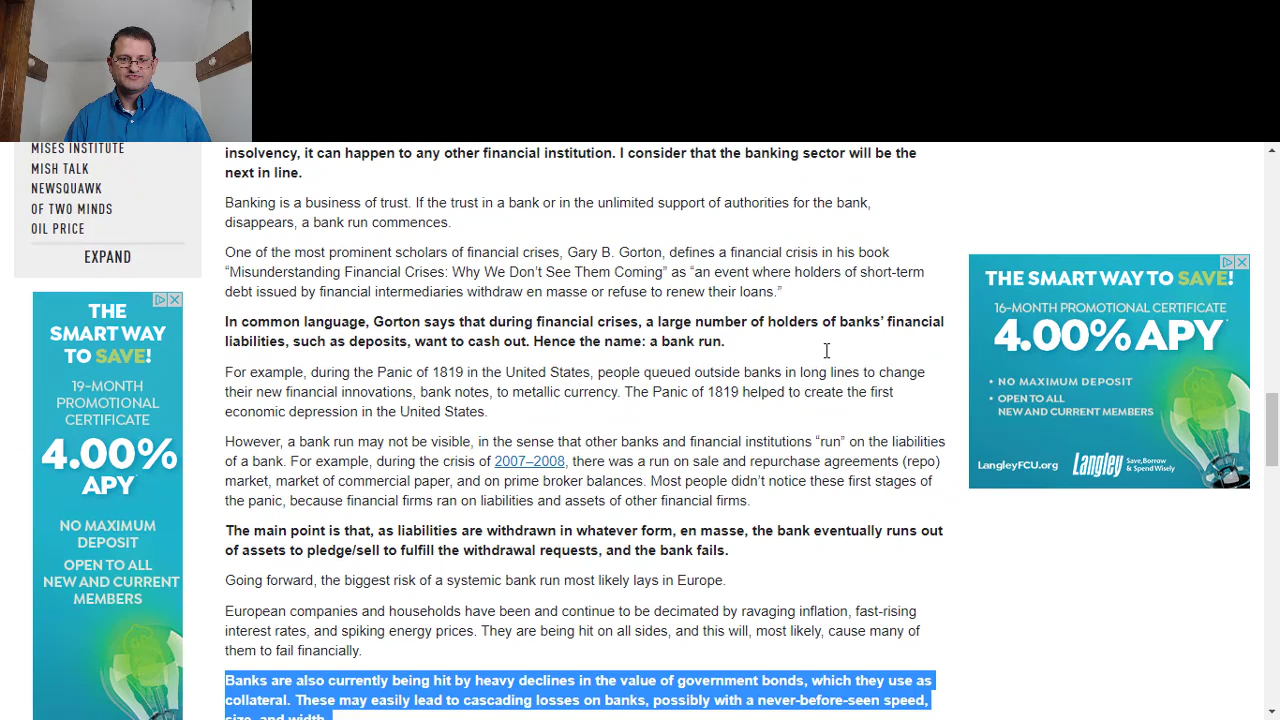 MISES INSTITUTE
MISH TALK
NEWSQUAWK
OF TWO MINDS
OIL PRICE
EXPAND
THE
SMART WAY
TO SAVE!
19-MONTH
PROMOTIONAL
CERTIFICATE
4.00%
APY
NO MAXIMUM
DEPOSIT
OPEN TO ALL
NEW AND CURRENT
MEMBERS
insolvency, it can happen to any other financial institution. I consider that the banking sector will be the
next in line.
Banking is a business of trust. If the trust in a bank or in the unlimited support of authorities for the bank,
disappears, a bank run commences.
One of the most prominent scholars of financial crises, Gary B. Gorton, defines a financial crisis in his book
“Misunderstanding Financial Crises: Why We Don’t See Them Coming” as “an event where holders of short-term
debt issued by financial intermediaries withdraw en masse or refuse to renew their loans.”
In common language, Gorton says that during financial crises, a large number of holders of banks’ financial
liabilities, such as deposits, want to cash out. Hence the name: a bank run.
For example, during the Panic of 1819 in the United States, people queued outside banks in long lines to change
their new financial innovations, bank notes, to metallic currency. The Panic of 1819 helped to create the first
economic depression in the United States.
However, a bank run may not be visible, in the sense that other banks and financial institutions “run” on the liabilities
of a bank. For example, during the crisis of 2007–2008, there was a run on sale and repurchase agreements (repo)
market, market of commercial paper, and on prime broker balances. Most people didn’t notice these first stages of
the panic, because financial firms ran on liabilities and assets of other financial firms.
The main point is that, as liabilities are withdrawn in whatever form, en masse, the bank eventually runs out
of assets to pledge/sell to fulfill the withdrawal requests, and the bank fails.
Going forward, the biggest risk of a systemic bank run most likely lays in Europe.
European companies and households have been and continue to be decimated by ravaging inflation, fast-rising
interest rates, and spiking energy prices. They are being hit on all sides, and this will, most likely, cause many of
them to fail financially.
Banks are also currently being hit by heavy declines in the value of government bonds, which they use as
collateral. These may easily lead to cascading losses on banks, possibly with a never-before-seen speed,
size, and width.
THE SMART WAY TO SAVE!
16-MONTH PROMOTIONAL CERTIFICATE
4.00% APY
• NO MAXIMUM DEPOSIT
• OPEN TO ALL
NEW AND CURRENT MEMBERS
LangleyFCU.org Langley Save, Borrow & Spend Wisely